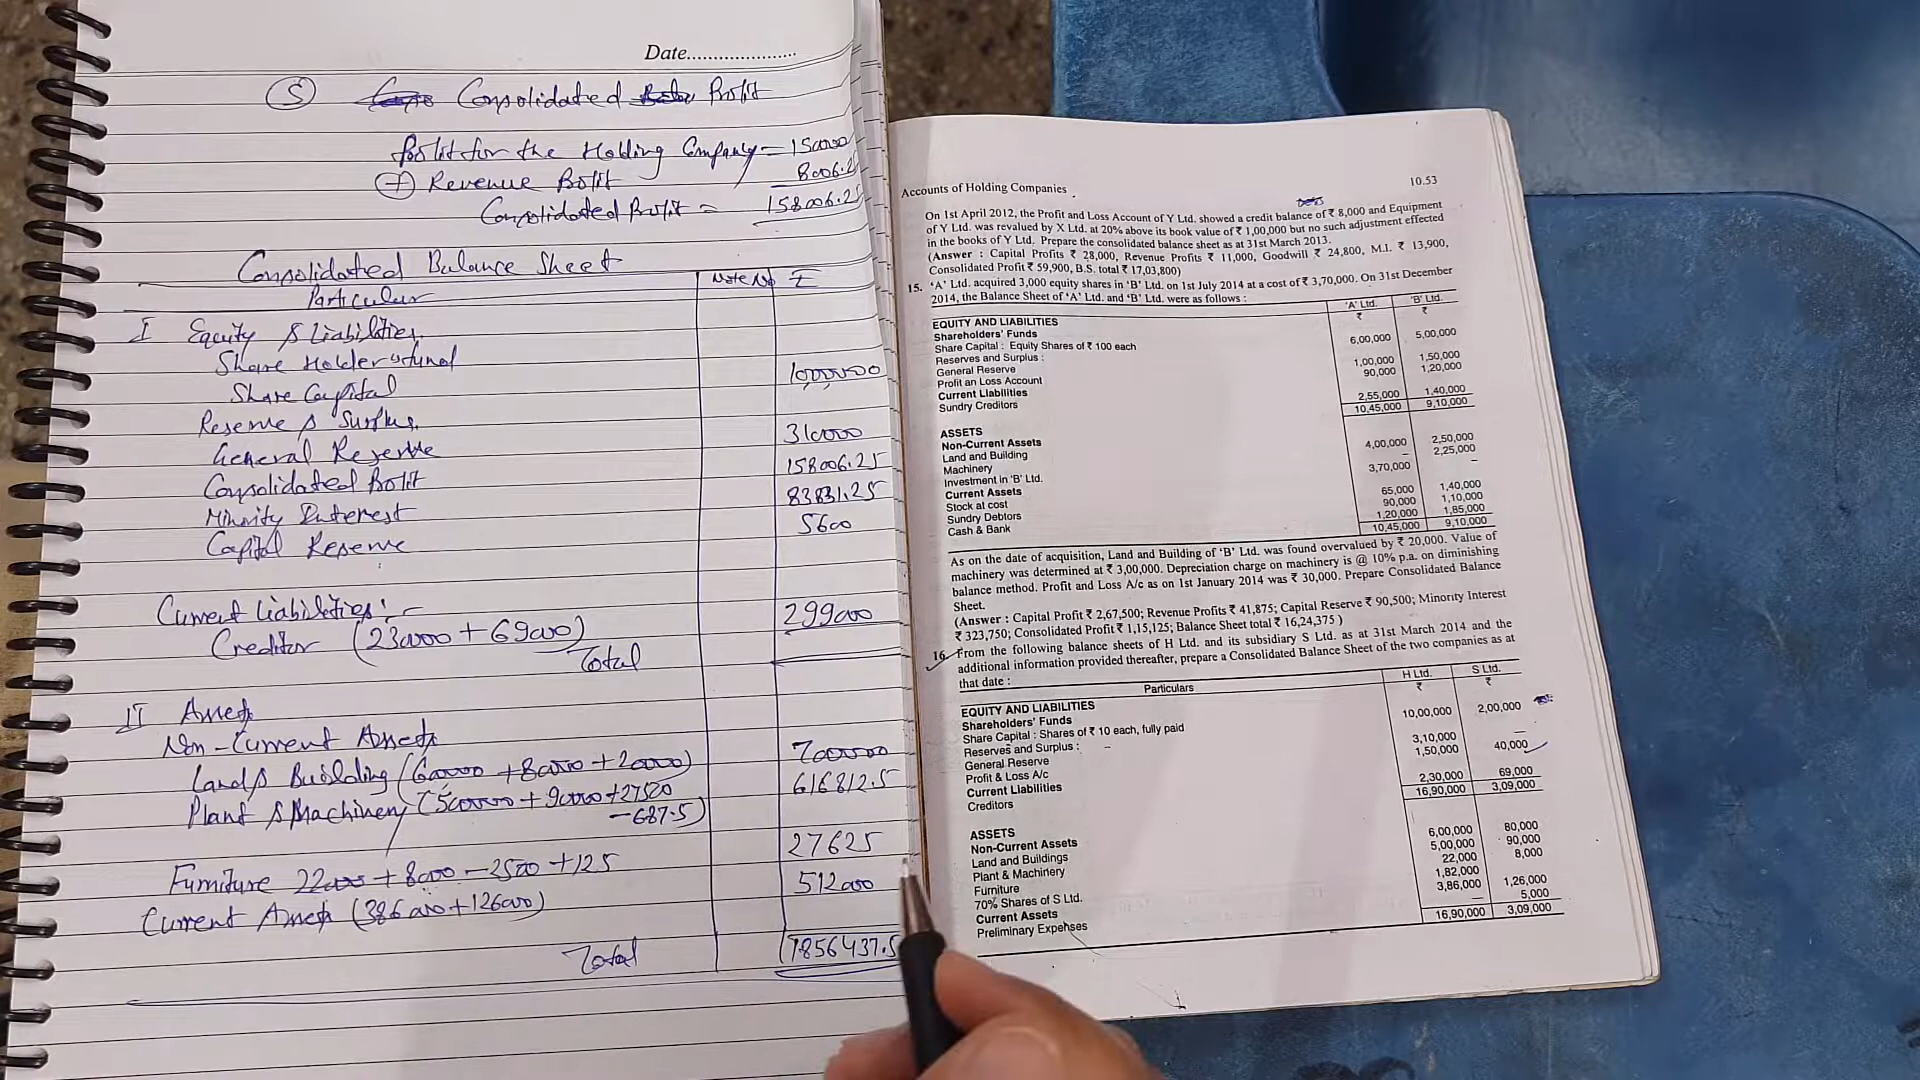 Date.....................
(5) Consolidated Profit
Profit for the Holding Company = 150000
(+) Revenue Profit 8006.25
Consolidated Profit = 158006.25
Consolidated Balance Sheet
Particular Note No ₹
I Equity & Liabilities
Share Holder's fund
Share Capital 10,00,000
Reserve & Surplus.
General Reserve 310000
Consolidated Profit 158006.25
Minority Interest 83831.25
Capital Reserve 5600
Current Liabilities :-
Creditor (230000 + 69000) 299000
Total
II Assets
Non-Current Assets
Land & Building (600000 + 80000 + 20000) 700000
Plant & Machinery (500000 + 90000 + 27500 616812.5
- 687.5)
Furniture 22000 + 8000 - 2500 + 125 27625
Current Assets (386000 + 126000) 512000
Total 1856437.5
Accounts of Holding Companies 10.53
On 1st April 2012, the Profit and Loss Account of Y Ltd. showed a credit balance of ₹ 8,000 and Equipment
of Y Ltd. was revalued by X Ltd. at 20% above its book value of ₹ 1,00,000 but no such adjustment effected
in the books of Y Ltd. Prepare the consolidated balance sheet as at 31st March 2013.
(Answer : Capital Profits ₹ 28,000, Revenue Profits ₹ 11,000, Goodwill ₹ 24,800, M.I. ₹ 13,900,
Consolidated Profit ₹ 59,900, B.S. total ₹ 17,03,800)
15. 'A' Ltd. acquired 3,000 equity shares in 'B' Ltd. on 1st July 2014 at a cost of ₹ 3,70,000. On 31st December
2014, the Balance Sheet of 'A' Ltd. and 'B' Ltd. were as follows :
'A' Ltd. 'B' Ltd.
₹ ₹
EQUITY AND LIABILITIES
Shareholders' Funds
Share Capital : Equity Shares of ₹ 100 each 6,00,000 5,00,000
Reserves and Surplus :
General Reserve 1,00,000 1,50,000
Profit an Loss Account 90,000 1,20,000
Current Liabilities
Sundry Creditors 2,55,000 1,40,000
10,45,000 9,10,000
ASSETS
Non-Current Assets
Land and Building 4,00,000 2,50,000
Machinery – 2,25,000
Investment in 'B' Ltd. 3,70,000 –
Current Assets
Stock at cost 65,000 1,40,000
Sundry Debtors 90,000 1,10,000
Cash & Bank 1,20,000 1,85,000
10,45,000 9,10,000
As on the date of acquisition, Land and Building of 'B' Ltd. was found overvalued by ₹ 20,000. Value of
machinery was determined at ₹ 3,00,000. Depreciation charge on machinery is @ 10% p.a. on diminishing
balance method. Profit and Loss A/c as on 1st January 2014 was ₹ 30,000. Prepare Consolidated Balance
Sheet.
(Answer : Capital Profit ₹ 2,67,500; Revenue Profits ₹ 41,875; Capital Reserve ₹ 90,500; Minority Interest
₹ 323,750; Consolidated Profit ₹ 1,15,125; Balance Sheet total ₹ 16,24,375 )
16. From the following balance sheets of H Ltd. and its subsidiary S Ltd. as at 31st March 2014 and the
additional information provided thereafter, prepare a Consolidated Balance Sheet of the two companies as at
that date :
Particulars H Ltd. S Ltd.
₹ ₹
EQUITY AND LIABILITIES
Shareholders' Funds
Share Capital : Shares of ₹ 10 each, fully paid 10,00,000 2,00,000
Reserves and Surplus :
General Reserve 3,10,000 –
Profit & Loss A/c 1,50,000 40,000
Current Liabilities
Creditors 2,30,000 69,000
16,90,000 3,09,000
ASSETS
Non-Current Assets
Land and Buildings 6,00,000 80,000
Plant & Machinery 5,00,000 90,000
Furniture 22,000 8,000
70% Shares of S Ltd. 1,82,000
Current Assets 3,86,000 1,26,000
Preliminary Expenses – 5,000
16,90,000 3,09,000